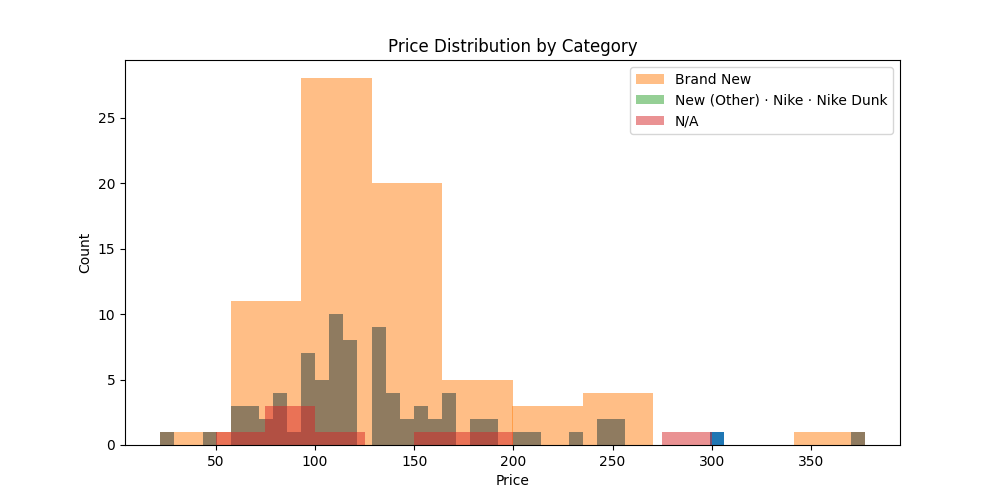 Price Distribution by Category
Brand New
New (Other) · Nike · Nike Dunk
N/A
Count
25
20
15
10
5
0
50 100 150 200 250 300 350
Price